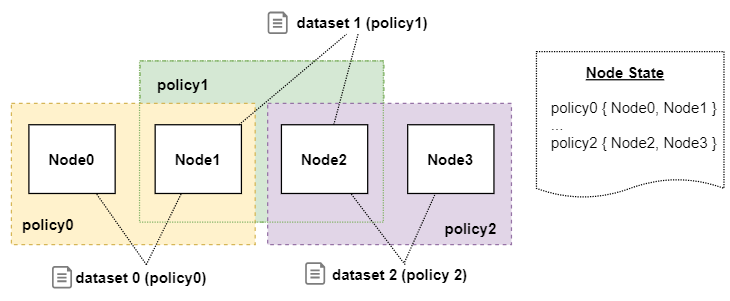 dataset 1 (policy1)
policy1
Node0
Node1
Node2
Node3
policy0
policy2
dataset 0 (policy0)
dataset 2 (policy 2)
Node State
policy0 { Node0, Node1 }
...
policy2 { Node2, Node3 }